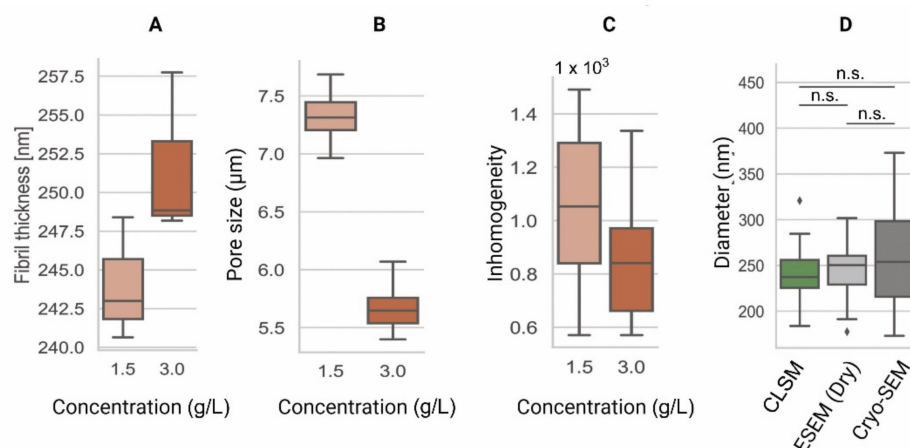 A
Fibril thickness [nm]
257.5
255.0
252.5
250.0
247.5
245.0
242.5
240.0
1.5 3.0
Concentration (g/L)
B
Pore size (µm)
7.5
7.0
6.5
6.0
5.5
1.5 3.0
Concentration (g/L)
C
1 x 10³
Inhomogeneity
1.4
1.2
1.0
0.8
0.6
1.5 3.0
Concentration (g/L)
D
Diameter (nm)
450
400
350
300
250
200
n.s.
n.s.
n.s.
CLSM
ESEM (Dry)
Cryo-SEM